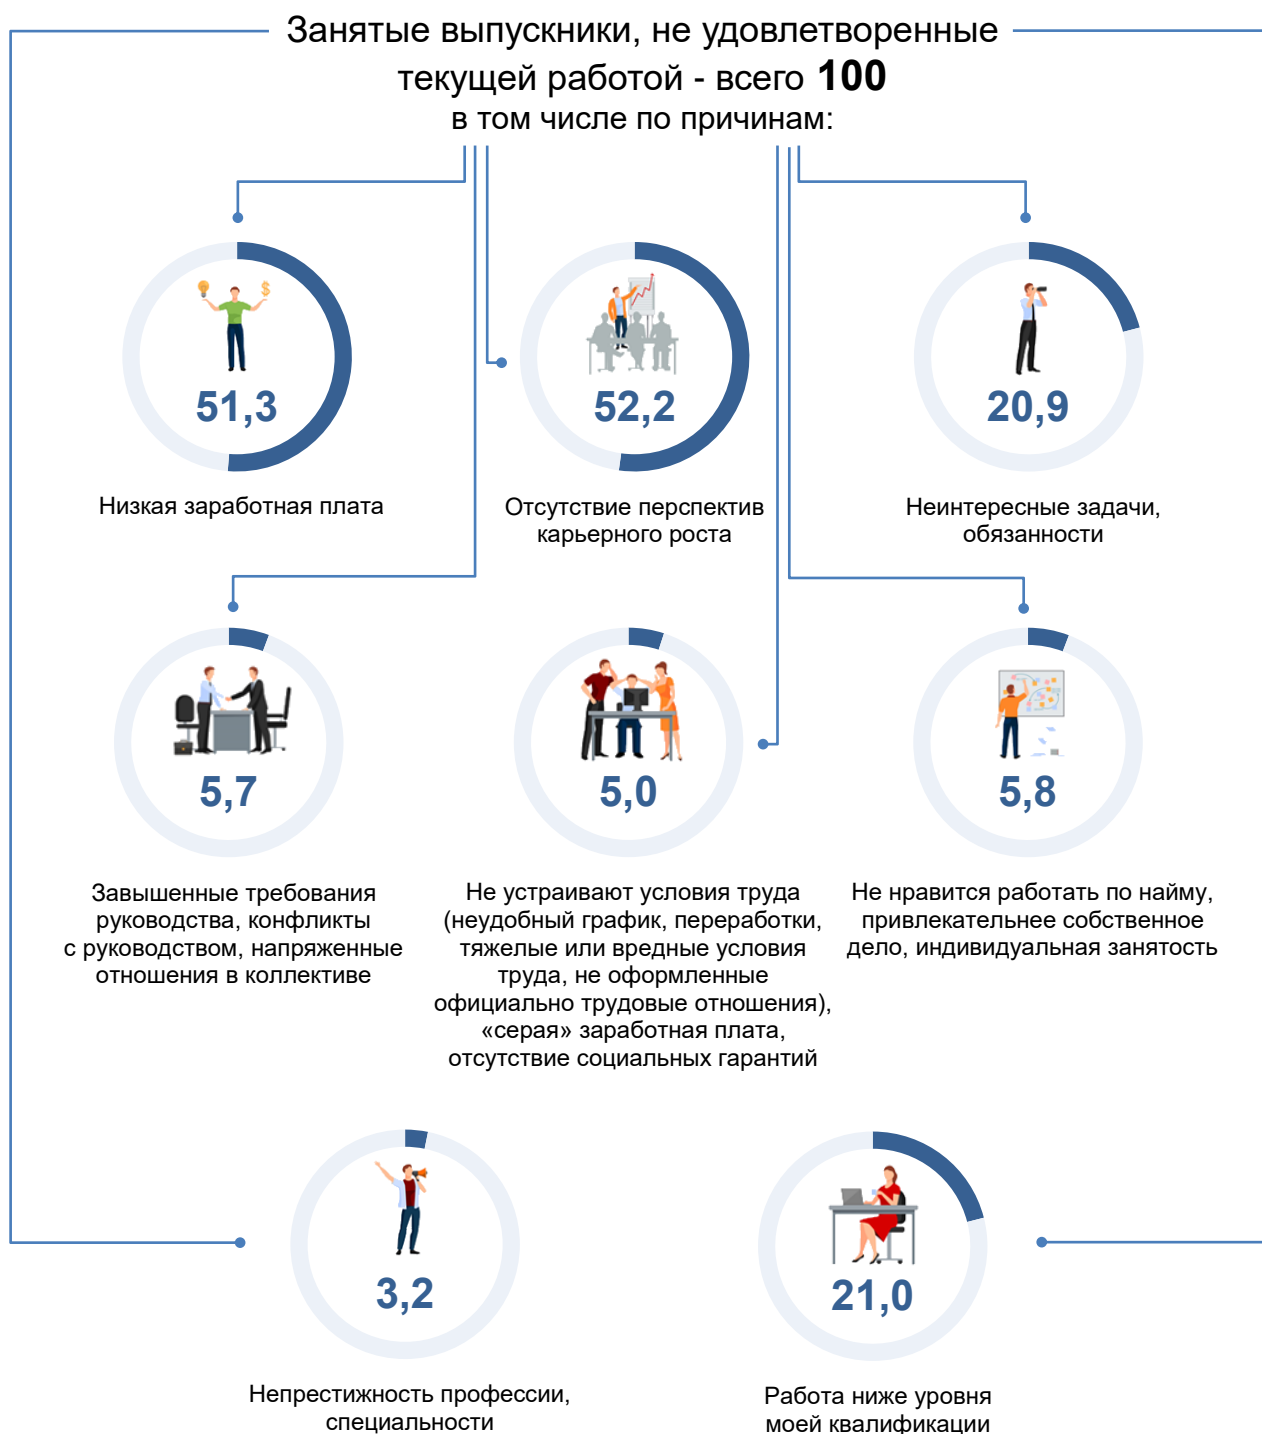 Занятые выпускники, не удовлетворенные
текущей работой - всего 100
в том числе по причинам:
51,3
Низкая заработная плата
52,2
Отсутствие перспектив
карьерного роста
20,9
Неинтересные задачи,
обязанности
5,7
Завышенные требования
руководства, конфликты
с руководством, напряженные
отношения в коллективе
5,0
Не устраивают условия труда
(неудобный график, переработки,
тяжелые или вредные условия
труда, не оформленные
официально трудовые отношения),
«серая» заработная плата,
отсутствие социальных гарантий
5,8
Не нравится работать по найму,
привлекательнее собственное
дело, индивидуальная занятость
3,2
Непрестижность профессии,
специальности
21,0
Работа ниже уровня
моей квалификации